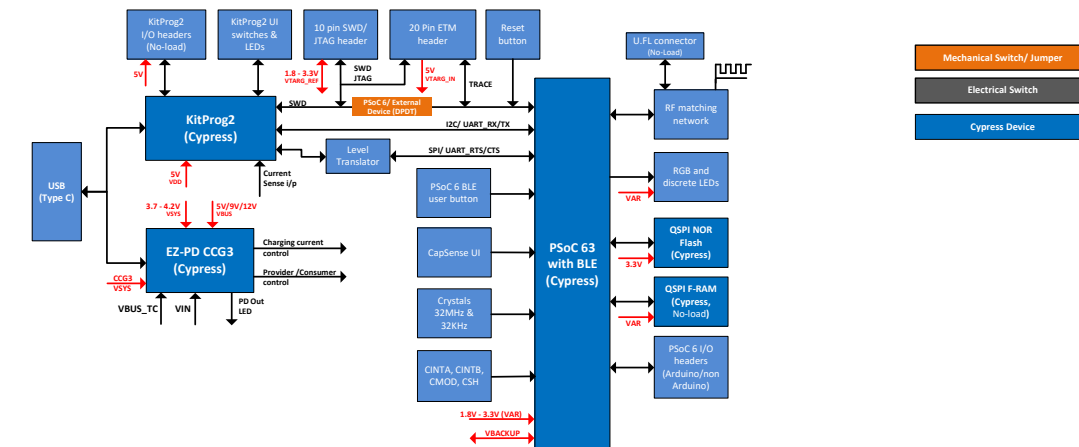 KitProg2
I/O headers
(No-load)
KitProg2 UI
switches &
LEDs
10 pin SWD/
JTAG header
20 Pin ETM
header
Reset
button
U.FL connector
(No-Load)
Mechanical Switch/ Jumper
Electrical Switch
Cypress Device
5V
1.8 - 3.3V
VTARG_REF
SWD
JTAG
5V
VTARG_IN
TRACE
SWD
PSoC 6/ External
Device (DPDT)
KitProg2
(Cypress)
I2C/ UART_RX/TX
Level
Translator
SPI/ UART_RTS/CTS
RF matching
network
USB
(Type C)
5V
VDD
Current
Sense i/p
PSoC 6 BLE
user button
RGB and
discrete LEDs
VAR
3.7 - 4.2V
VSYS
5V/9V/12V
VBUS
EZ-PD CCG3
(Cypress)
Charging current
control
Provider /Consumer
control
CCG3
VSYS
VBUS_TC
VIN
PD Out
LED
CapSense UI
PSoC 63
with BLE
(Cypress)
QSPI NOR
Flash
(Cypress)
3.3V
Crystals
32MHz &
32KHz
QSPI F-RAM
(Cypress,
No-load)
VAR
CINTA, CINTB,
CMOD, CSH
PSoC 6 I/O
headers
(Arduino/non
Arduino)
1.8V - 3.3V (VAR)
VBACKUP